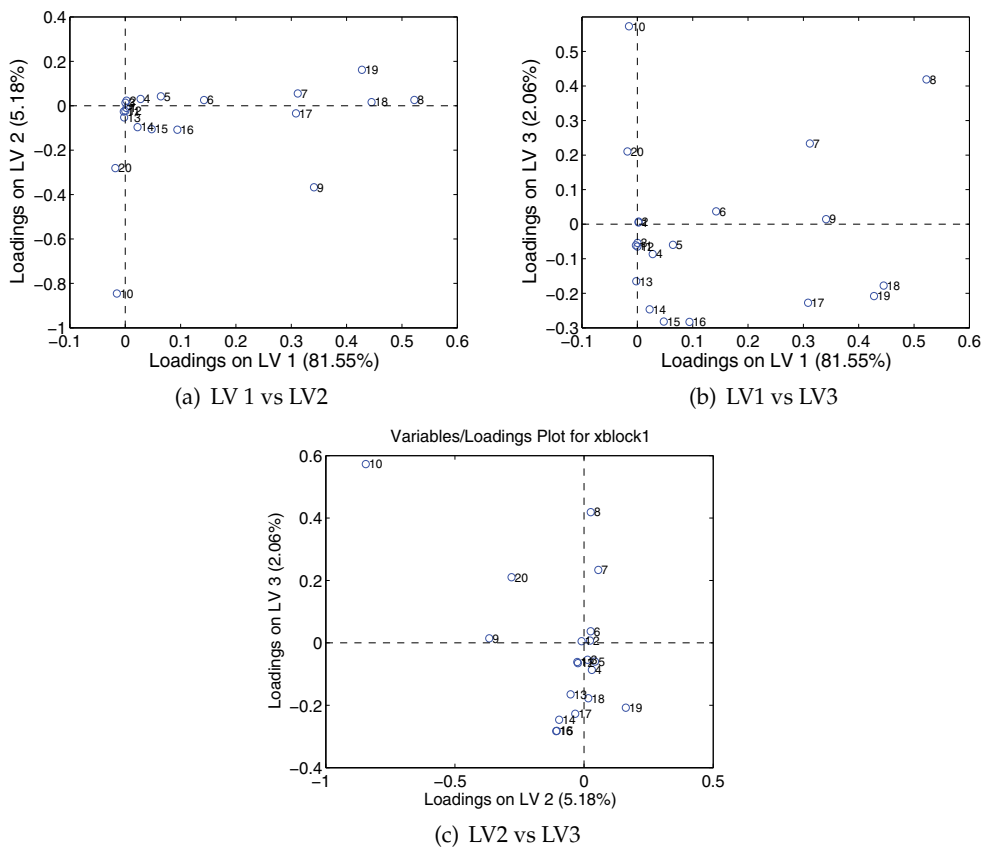 0.4
0.2
0
−0.2
−0.4
−0.6
−0.8
−1
−0.1 0 0.1 0.2 0.3 0.4 0.5 0.6
Loadings on LV 2 (5.18%)
Loadings on LV 1 (81.55%)
2 4 5 6 7 8 9 10 12 13 14 15 16 17 18 19 20
(a) LV 1 vs LV2
0.5
0.4
0.3
0.2
0.1
0
−0.1
−0.2
−0.3
−0.1 0 0.1 0.2 0.3 0.4 0.5 0.6
Loadings on LV 3 (2.06%)
Loadings on LV 1 (81.55%)
10 8 7 20 6 9 2 5 4 12 13 18 19 17 14 15 16
(b) LV1 vs LV3
Variables/Loadings Plot for xblock1
0.6
0.4
0.2
0
−0.2
−0.4
−1 −0.5 0 0.5
Loadings on LV 3 (2.06%)
Loadings on LV 2 (5.18%)
10 8 7 20 6 9 2 5 4 13 18 19 17 14
(c) LV2 vs LV3